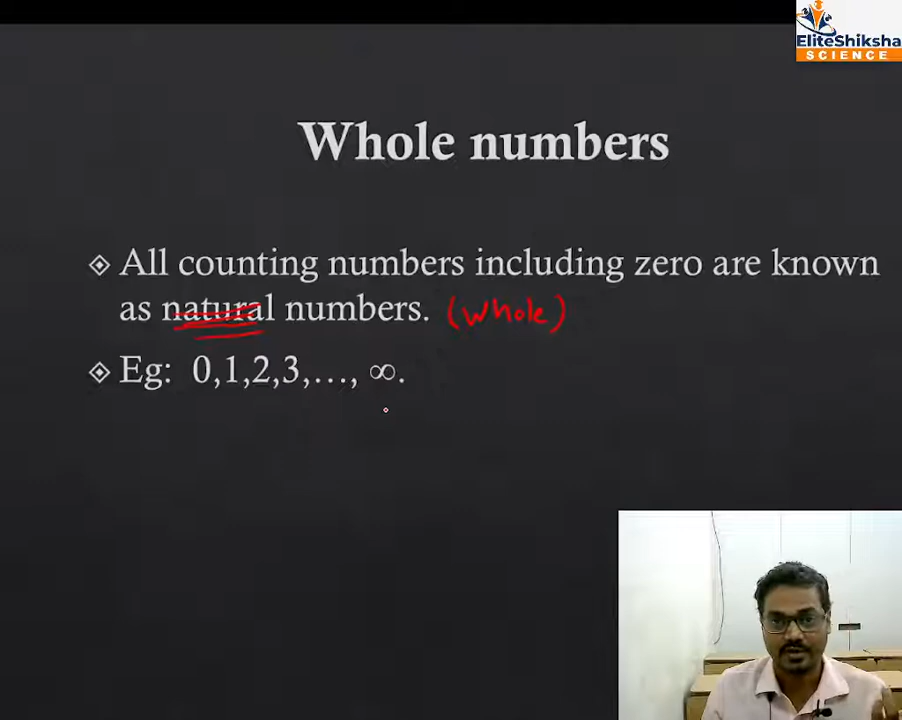 EliteShiksha
SCIENCE
Whole numbers
All counting numbers including zero are known
as natural numbers. (whole)
Eg: 0,1,2,3,…, ∞.